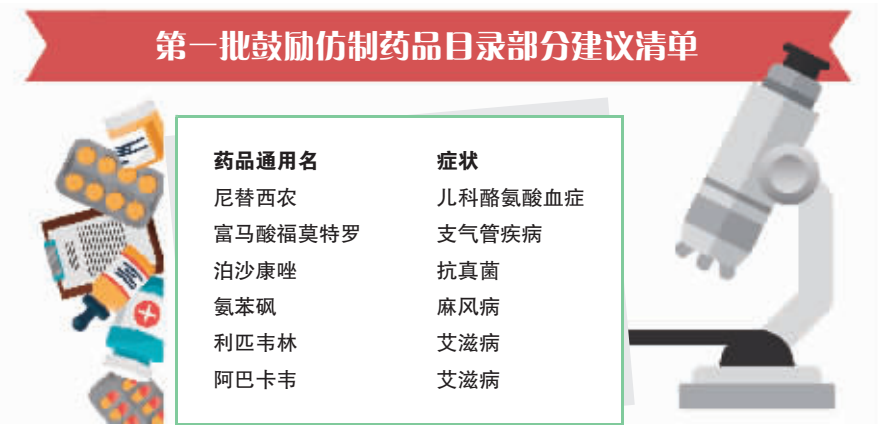 第一批鼓励仿制药品目录部分建议清单
药品通用名 症状
尼替西农 儿科酪氨酸血症
富马酸福莫特罗 支气管疾病
泊沙康唑 抗真菌
氨苯砜 麻风病
利匹韦林 艾滋病
阿巴卡韦 艾滋病